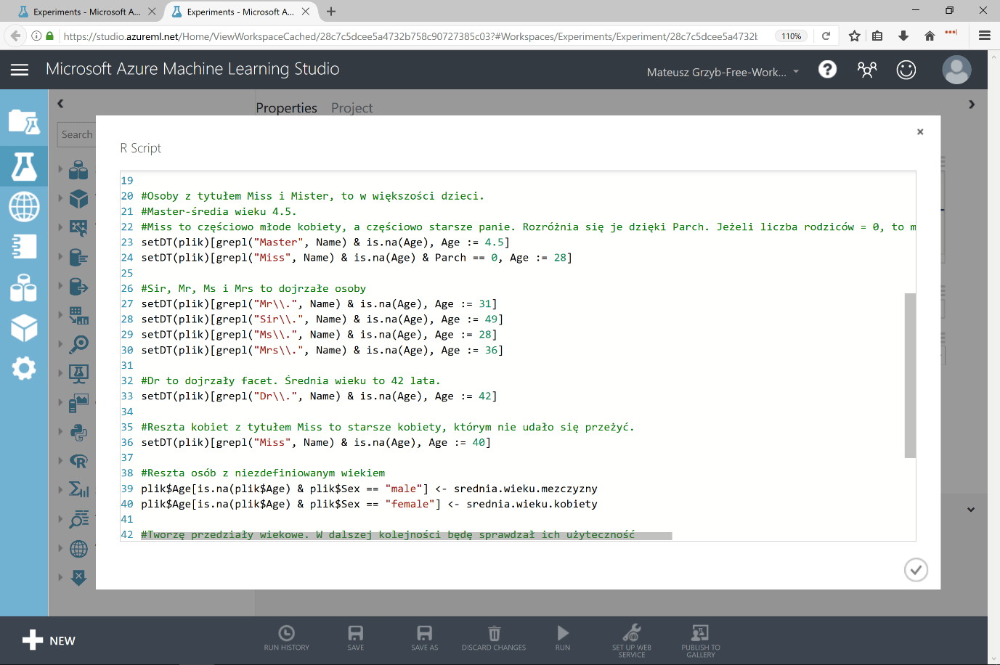 Experiments - Microsoft A...
Experiments - Microsoft A...
https://studio.azureml.net/Home/ViewWorkspaceCached/28c7c5dcee5a4732b758c90727385c03?#Workspaces/Experiments/Experiment/28c7c5dcee5a4732b
110%
Microsoft Azure Machine Learning Studio
Mateusz Grzyb-Free-Work...
Properties Project
Search
R Script
19
20 #Osoby z tytułem Miss i Mister, to w większości dzieci.
21 #Master-średia wieku 4.5.
22 #Miss to częściowo młode kobiety, a częściowo starsze panie. Rozróżnia się je dzięki Parch. Jeżeli liczba rodziców = 0, to m
23 setDT(plik)[grepl("Master", Name) & is.na(Age), Age := 4.5]
24 setDT(plik)[grepl("Miss", Name) & is.na(Age) & Parch == 0, Age := 28]
25
26 #Sir, Mr, Ms i Mrs to dojrzałe osoby
27 setDT(plik)[grepl("Mr\\.", Name) & is.na(Age), Age := 31]
28 setDT(plik)[grepl("Sir\\.", Name) & is.na(Age), Age := 49]
29 setDT(plik)[grepl("Ms\\.", Name) & is.na(Age), Age := 28]
30 setDT(plik)[grepl("Mrs\\.", Name) & is.na(Age), Age := 36]
31
32 #Dr to dojrzały facet. Średnia wieku to 42 lata.
33 setDT(plik)[grepl("Dr\\.", Name) & is.na(Age), Age := 42]
34
35 #Reszta kobiet z tytułem Miss to starsze kobiety, którym nie udało się przeżyć.
36 setDT(plik)[grepl("Miss", Name) & is.na(Age), Age := 40]
37
38 #Reszta osób z niezdefiniowanym wiekiem
39 plik$Age[is.na(plik$Age) & plik$Sex == "male"] <- srednia.wieku.mezczyzny
40 plik$Age[is.na(plik$Age) & plik$Sex == "female"] <- srednia.wieku.kobiety
41
42 #Tworzę przedziały wiekowe. W dalszej kolejności będę sprawdzał ich użyteczność
NEW
RUN HISTORY
SAVE
SAVE AS
DISCARD CHANGES
RUN
SET UP WEB
SERVICE
PUBLISH TO
GALLERY